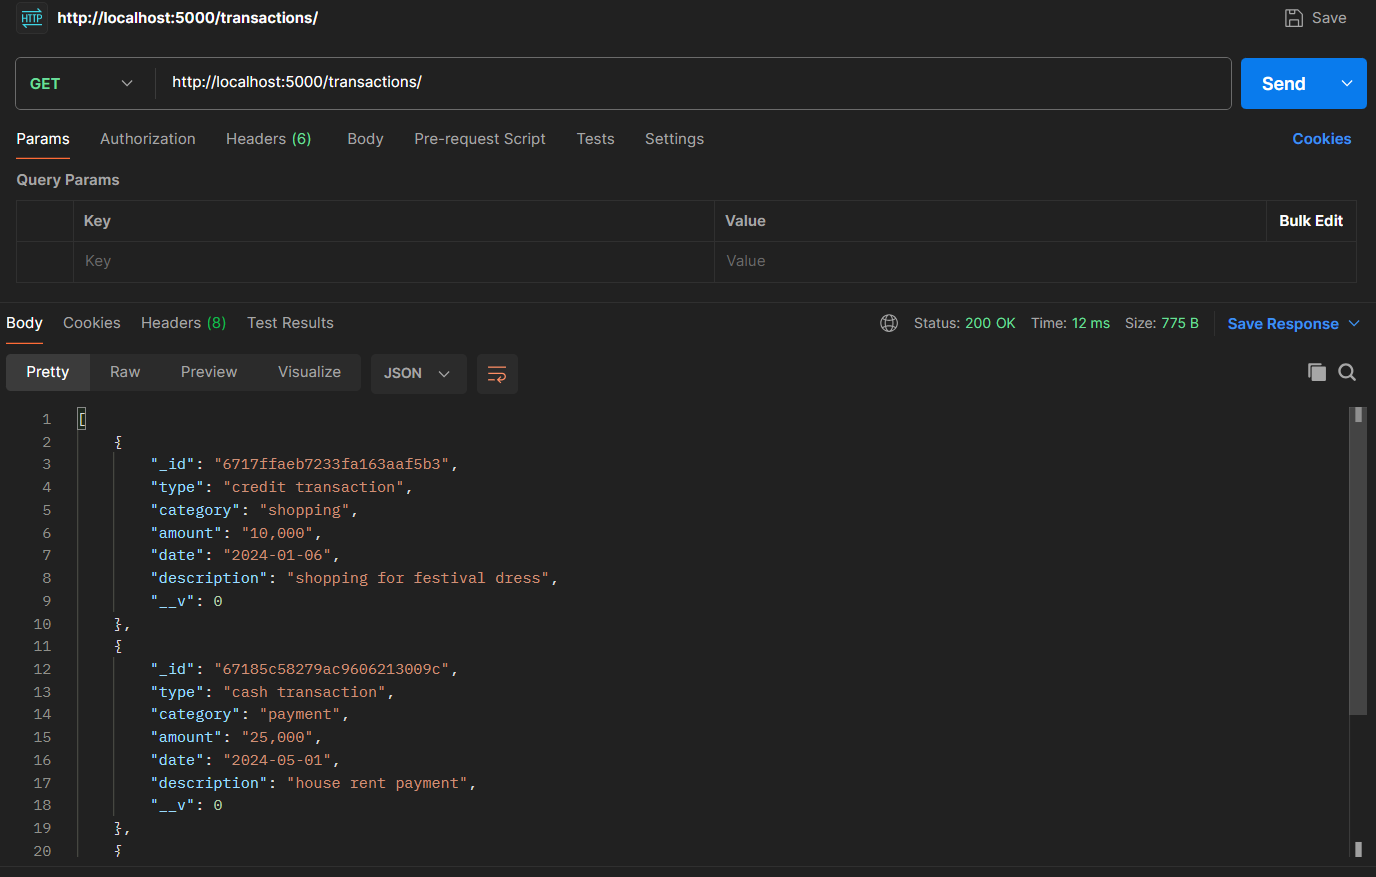 HTTP http://localhost:5000/transactions/ Save
GET http://localhost:5000/transactions/ Send
Params Authorization Headers (6) Body Pre-request Script Tests Settings Cookies
Query Params
Key Value Bulk Edit
Key Value
Body Cookies Headers (8) Test Results Status: 200 OK Time: 12 ms Size: 775 B Save Response
Pretty Raw Preview Visualize JSON
1 [
2 {
3 "_id": "6717ffaeb7233fa163aaf5b3",
4 "type": "credit transaction",
5 "category": "shopping",
6 "amount": "10,000",
7 "date": "2024-01-06",
8 "description": "shopping for festival dress",
9 "__v": 0
10 },
11 {
12 "_id": "67185c58279ac9606213009c",
13 "type": "cash transaction",
14 "category": "payment",
15 "amount": "25,000",
16 "date": "2024-05-01",
17 "description": "house rent payment",
18 "__v": 0
19 },
20 {